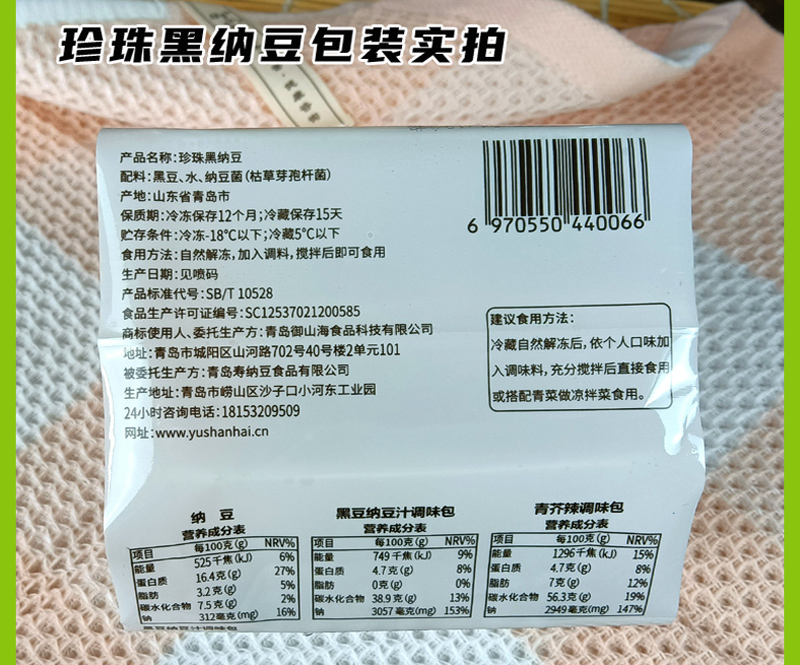 珍珠黑纳豆包装实拍
产品名称:珍珠黑纳豆
配料:黑豆、水、纳豆菌(枯草芽孢杆菌)
产地:山东省青岛市
保质期:冷冻保存12个月;冷藏保存15天
贮存条件:冷冻-18°C以下;冷藏5°C以下
食用方法:自然解冻,加入调料,搅拌后即可食用
生产日期:见喷码
产品标准代号:SB/T 10528
食品生产许可证编号:SC12537021200585
商标使用人、委托生产方:青岛御山海食品科技有限公司
地址:青岛市城阳区山河路702号40号楼2单元101
被委托生产方:青岛寿纳豆食品有限公司
生产地址:青岛市崂山区沙子口小河东工业园
24小时咨询电话:18153209509
网址:www.yushanhai.cn
6 970550 440066
建议食用方法:
冷藏自然解冻后,依个人口味加
入调味料,充分搅拌后直接食用
或搭配青菜做凉拌菜食用。
纳 豆
营养成分表
项目 每100克(g) NRV%
能量 525千焦(kJ) 6%
蛋白质 16.4克(g) 27%
脂肪 3.2克(g) 5%
碳水化合物 7.5克(g) 2%
钠 312毫克(mg) 16%
黑豆纳豆汁调味包
营养成分表
项目 每100克(g) NRV%
能量 749千焦(kJ) 9%
蛋白质 4.7克(g) 8%
脂肪 0克(g) 0%
碳水化合物 38.9克(g) 13%
钠 3057毫克(mg) 153%
青芥辣调味包
营养成分表
项目 每100克(g) NRV%
能量 1296千焦(kJ) 15%
蛋白质 4.7克(g) 8%
脂肪 7克(g) 12%
碳水化合物 56.3克(g) 19%
钠 2949毫克(mg) 147%